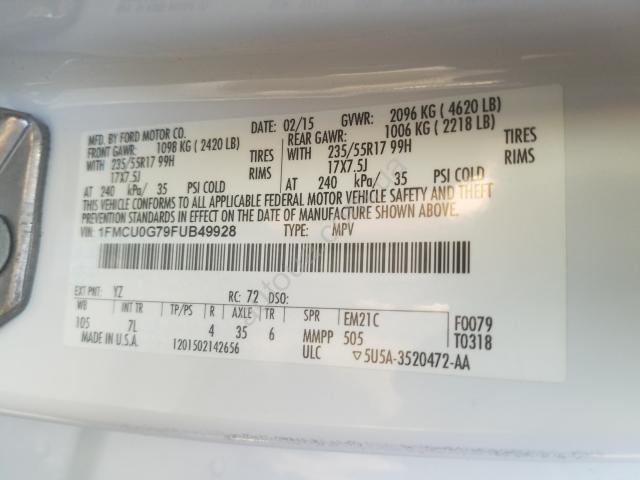 MFD. BY FORD MOTOR CO.
DATE: 02/15 GVWR: 2096 KG ( 4620 LB)
FRONT GAWR: 1098 KG ( 2420 LB) REAR GAWR: 1006 KG ( 2218 LB)
WITH 235/55R17 99H TIRES WITH 235/55R17 99H TIRES
17X7.5J RIMS 17X7.5J RIMS
AT 240 kPa/ 35 PSI COLD AT 240 kPa/ 35 PSI COLD
THIS VEHICLE CONFORMS TO ALL APPLICABLE FEDERAL MOTOR VEHICLE SAFETY AND THEFT
PREVENTION STANDARDS IN EFFECT ON THE DATE OF MANUFACTURE SHOWN ABOVE.
VIN: 1FMCU0G79FUB49928 TYPE: MPV
EXT PNT: YZ RC: 72 DSO:
WB INT TR TP/PS R AXLE TR SPR EM21C F0079
105 7L 4 35 6 MMPP 505 T0318
MADE IN U.S.A. 1201502142656 ULC ▽5U5A-3520472-AA